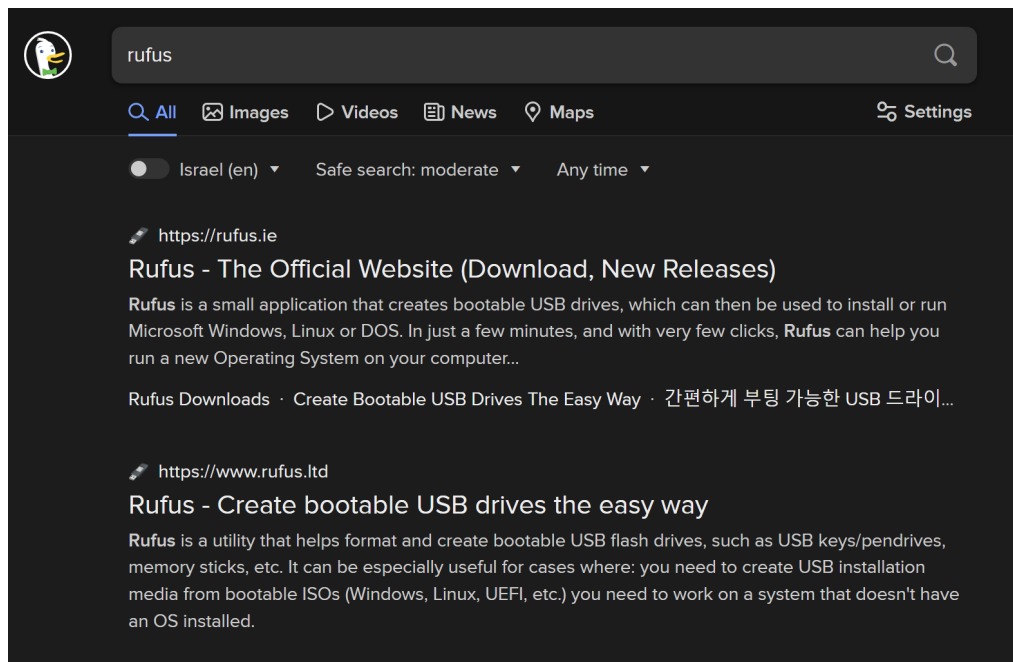 rufus
All Images Videos News Maps Settings
Israel (en) Safe search: moderate Any time
https://rufus.ie
Rufus - The Official Website (Download, New Releases)
Rufus is a small application that creates bootable USB drives, which can then be used to install or run
Microsoft Windows, Linux or DOS. In just a few minutes, and with very few clicks, Rufus can help you
run a new Operating System on your computer...
Rufus Downloads · Create Bootable USB Drives The Easy Way · 간편하게 부팅 가능한 USB 드라이...
https://www.rufus.ltd
Rufus - Create bootable USB drives the easy way
Rufus is a utility that helps format and create bootable USB flash drives, such as USB keys/pendrives,
memory sticks, etc. It can be especially useful for cases where: you need to create USB installation
media from bootable ISOs (Windows, Linux, UEFI, etc.) you need to work on a system that doesn't have
an OS installed.